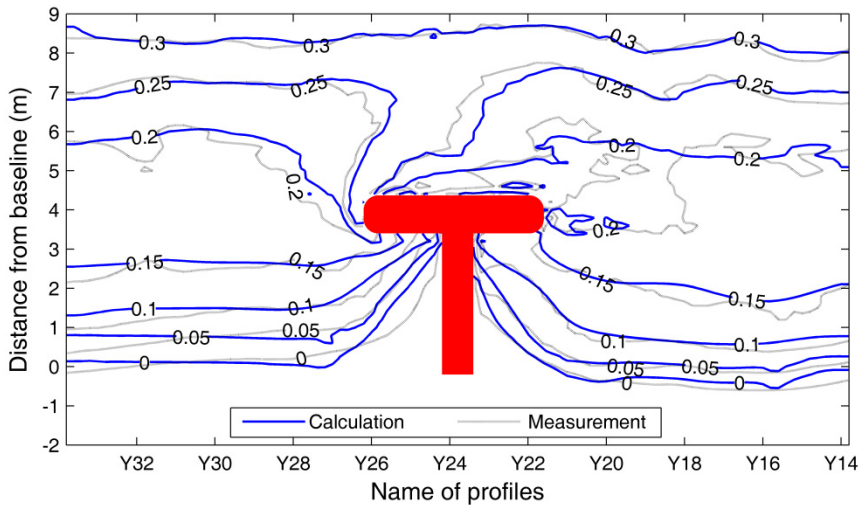 9
8
7
6
5
4
3
2
1
0
-1
-2
Distance from baseline (m)
0.3 0.3 0.3 0.3
0.25 0.25 0.25 0.25
0.2 0.2 0.2 0.2
0.2
0.15 0.15 0.15
0.1 0.1 0.1 0.1
0.05 0.05 0.05 0.05
0 0 0 0
Calculation Measurement
Y32 Y30 Y28 Y26 Y24 Y22 Y20 Y18 Y16 Y14
Name of profiles